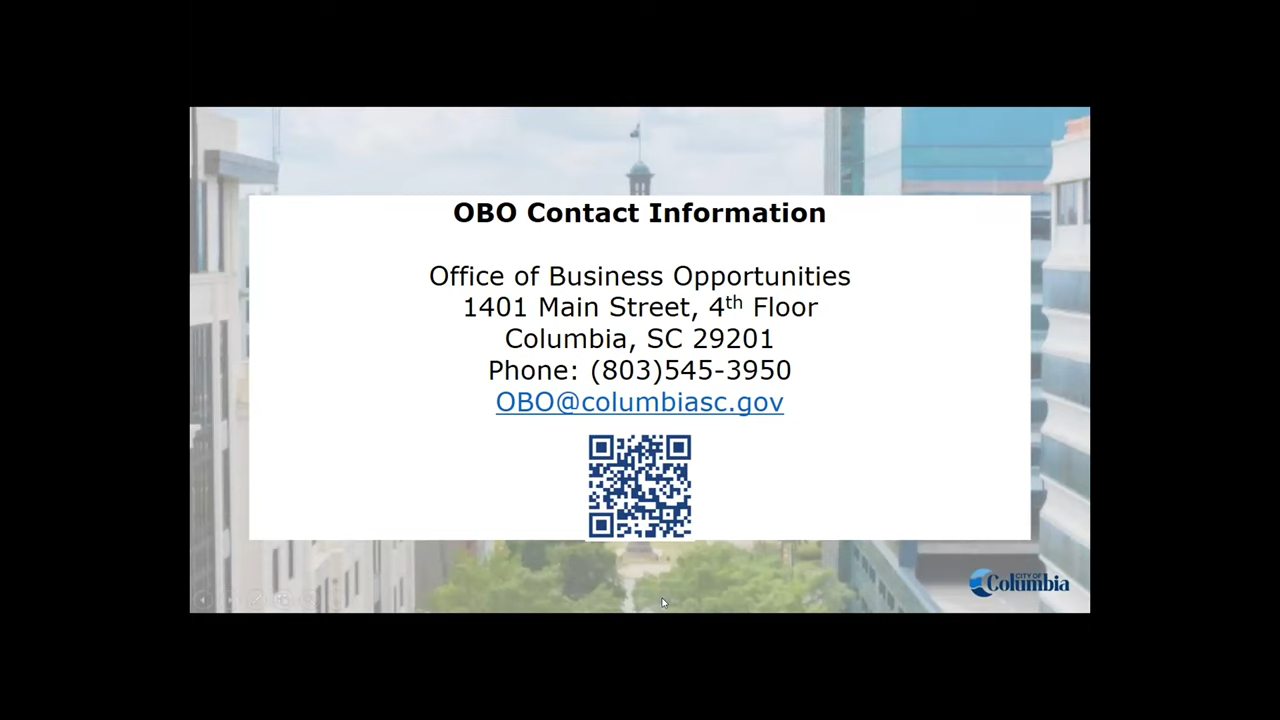 OBO Contact Information
Office of Business Opportunities
1401 Main Street, 4th Floor
Columbia, SC 29201
Phone: (803)545-3950
OBO@columbiasc.gov
CITY OF
Columbia